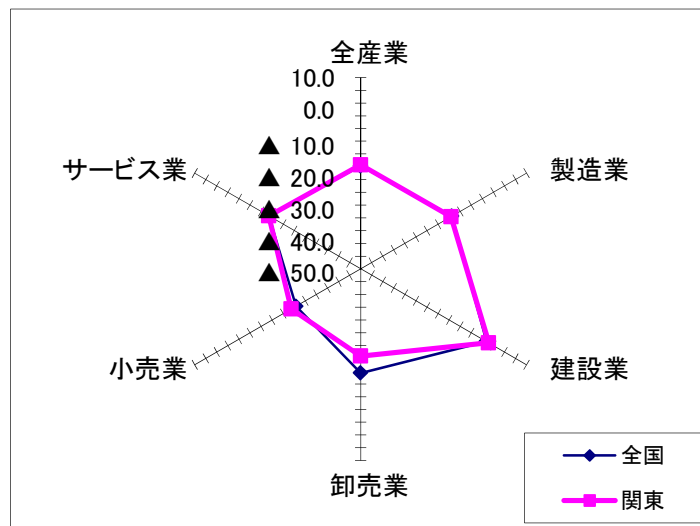 全産業
10.0
0.0
▲ 10.0
▲ 20.0
▲ 30.0
▲ 40.0
▲ 50.0
サービス業
製造業
小売業
建設業
卸売業
全国
関東